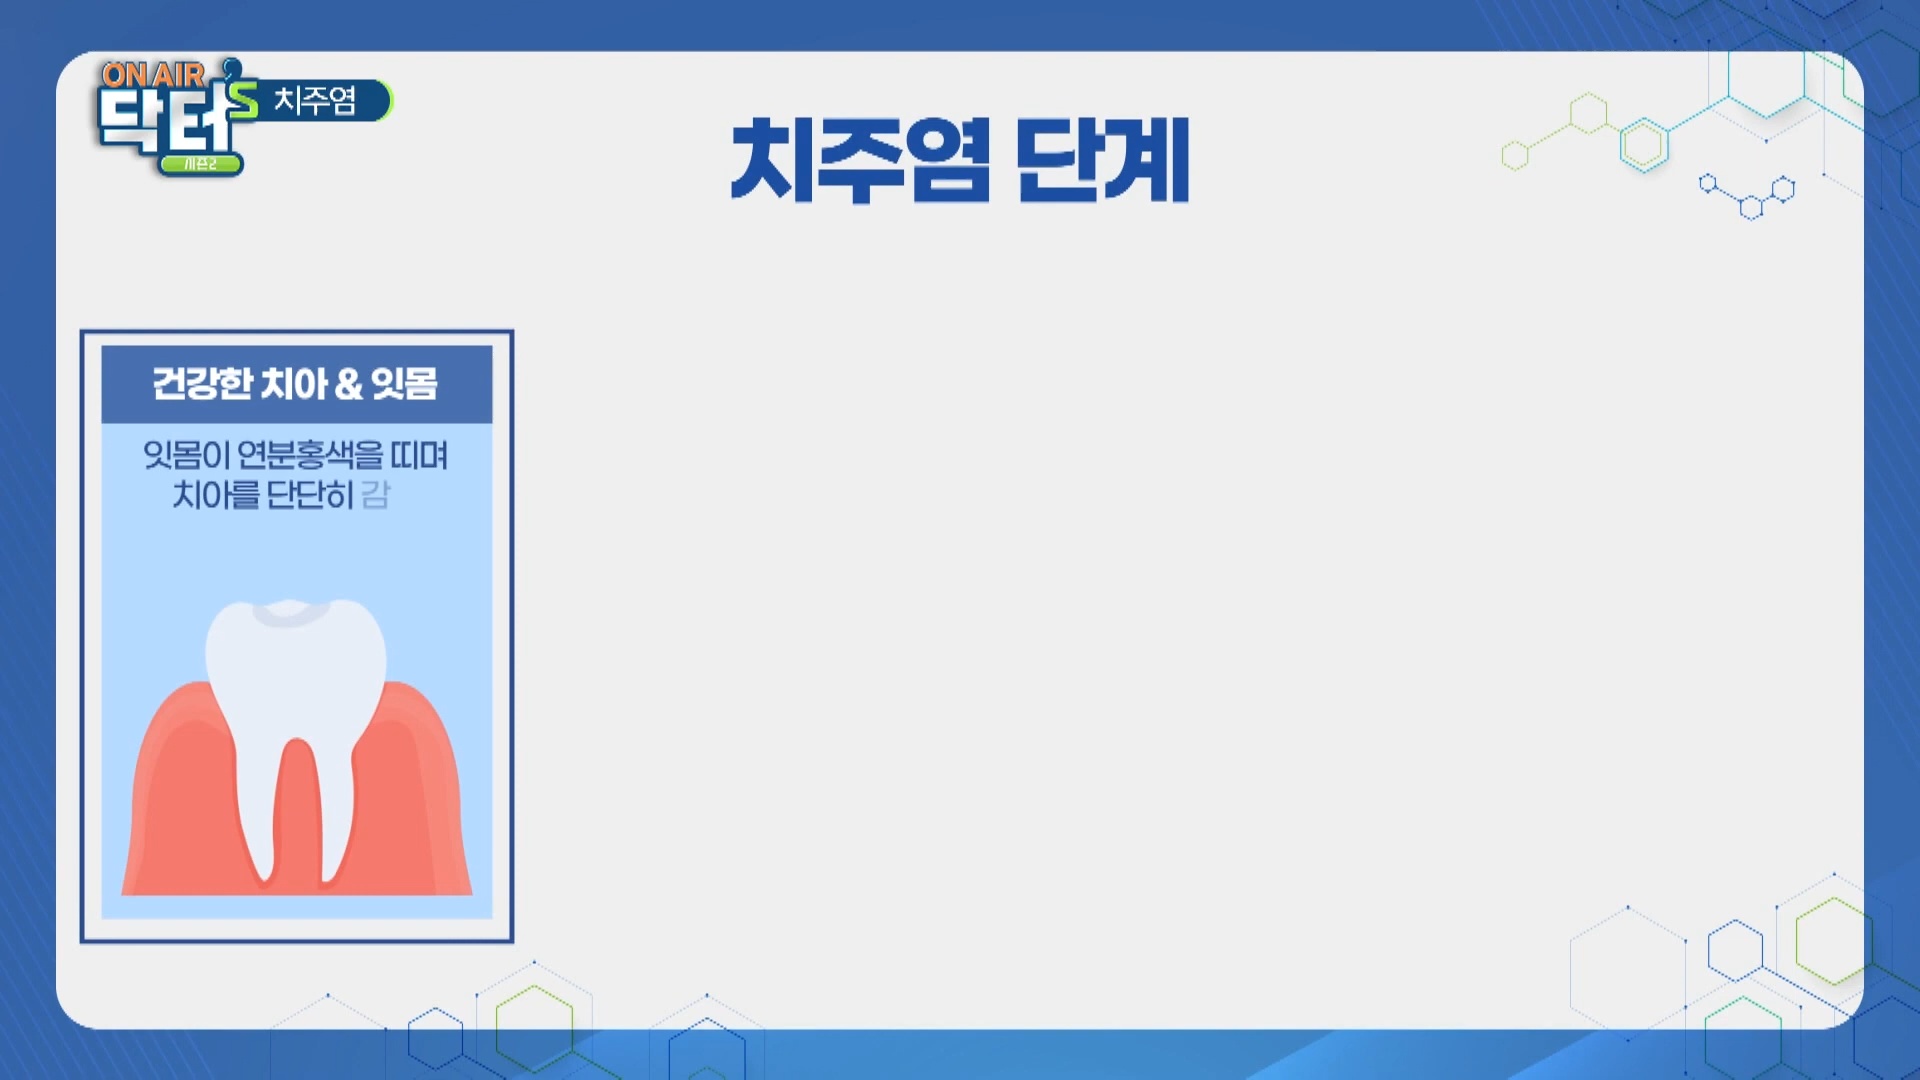 ON AIR
닥터'S 치주염
시즌2
치주염 단계
건강한 치아 & 잇몸
잇몸이 연분홍색을 띠며
치아를 단단히 감